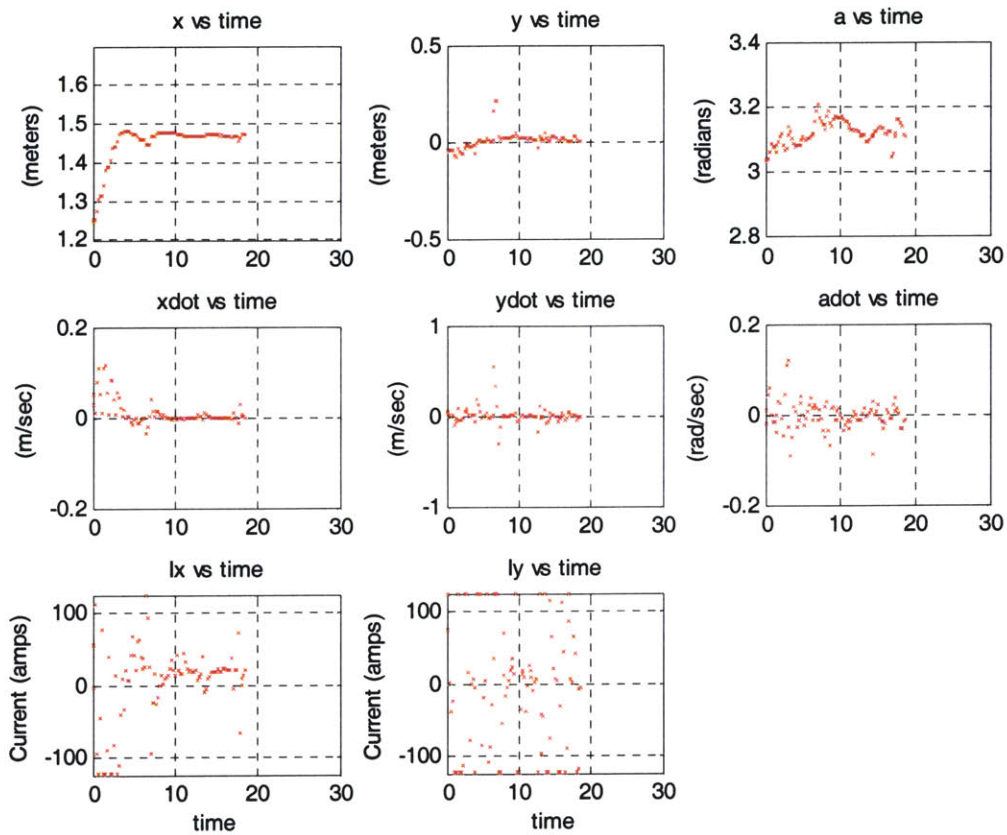 x vs time
y vs time
a vs time
(meters)
1.6
1.5
1.4
1.3
1.2
0 10 20 30
(meters)
0.5
0
-0.5
0 10 20 30
(radians)
3.4
3.2
3
2.8
0 10 20 30
xdot vs time
ydot vs time
adot vs time
(m/sec)
0.2
0
-0.2
0 10 20 30
(m/sec)
1
0
-1
0 10 20 30
(rad/sec)
0.2
0
-0.2
0 10 20 30
Ix vs time
Iy vs time
Current (amps)
100
0
-100
0 10 20 30
time
Current (amps)
100
0
-100
0 10 20 30
time